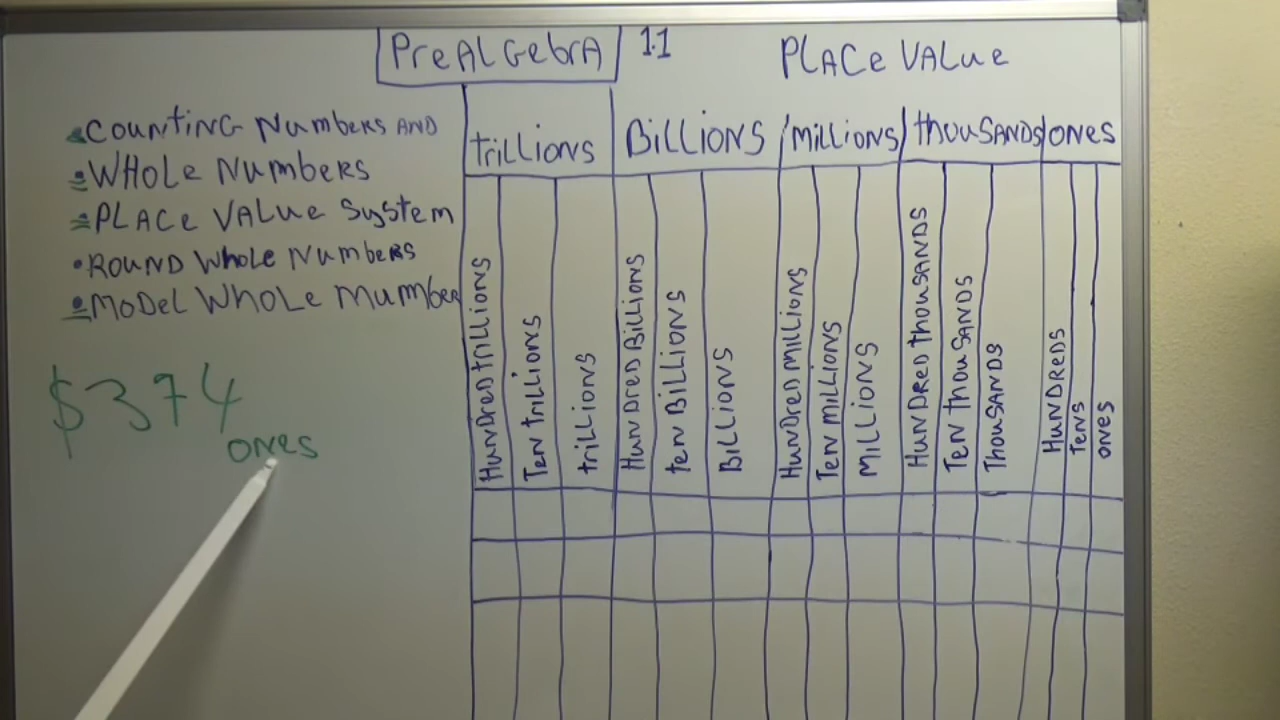 PreAlGebrA 1.1 PLACe VALUe
COUNTING NUmbeRS AND
WHOLe NUmbeRS
PLACE VALUe System
ROUND Whole NUmbeRS
MODeL WHOLe MUmber
$374
ones
trillions Billions Millions thousands ones
HUNDReD trillions
Ten trillions
trillions
HUNDReD Billions
ten Billions
Billions
HUNDReD millions
Ten millions
Millions
HUNDReD thousands
TeN thousands
Thousands
HUNDReDS
teNs
ones